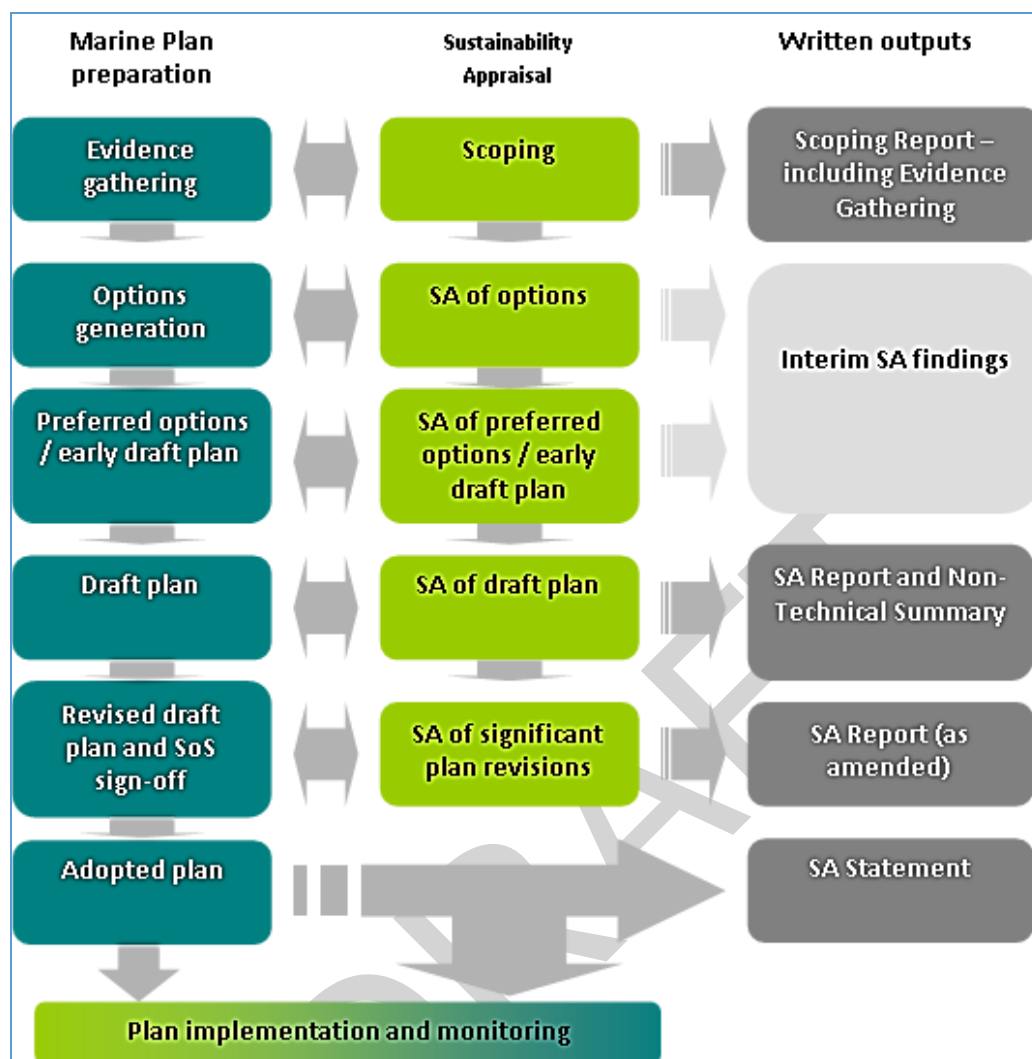 Marine Plan
preparation
Sustainability
Appraisal
Written outputs
Evidence
gathering
Scoping
Scoping Report –
including Evidence
Gathering
Options
generation
SA of options
Interim SA findings
Preferred options
/ early draft plan
SA of preferred
options / early
draft plan
Draft plan
SA of draft plan
SA Report and Non-
Technical Summary
Revised draft
plan and SoS
sign-off
SA of significant
plan revisions
SA Report (as
amended)
Adopted plan
SA Statement
Plan implementation and monitoring
DRAFT